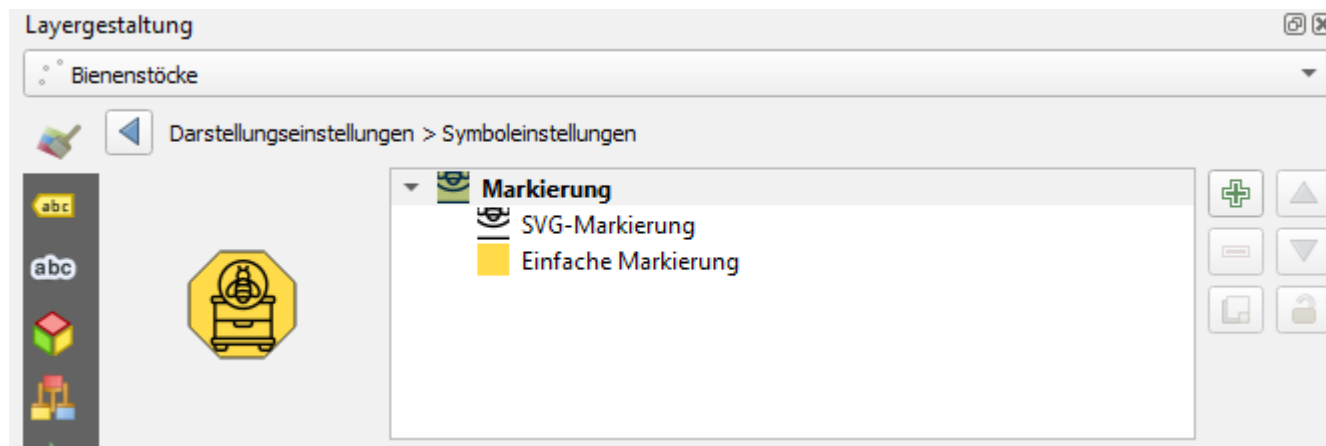 Layergestaltung
Bienenstöcke
Darstellungseinstellungen > Symboleinstellungen
abc
abc
Markierung
SVG-Markierung
Einfache Markierung